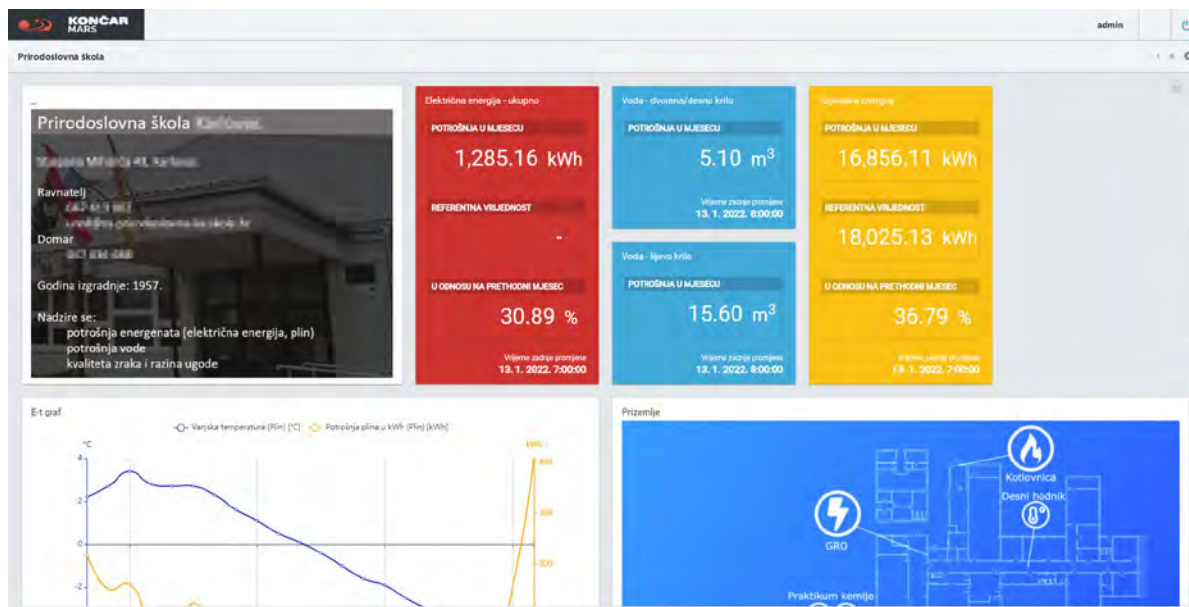 KONČAR
MARS
admin
Prirodoslovna škola
Prirodoslovna škola
Ravnatelj
Domar
Godina izgradnje: 1957.
Nadzire se:
potrošnja energenata (električna energija, plin)
potrošnja vode
kvaliteta zraka i razina ugode
Električna energija - ukupno
POTROŠNJA U MJESECU
1,285.16 kWh
REFERENTNA VRIJEDNOST
-
U ODNOSU NA PRETHODNI MJESEC
30.89 %
Vrijeme zadnje promjene
13. 1. 2022. 7:00:00
Voda - dvorana/desno krilo
POTROŠNJA U MJESECU
5.10 m³
Vrijeme zadnje promjene
13. 1. 2022. 8:00:00
Voda - lijevo krilo
POTROŠNJA U MJESECU
15.60 m³
Vrijeme zadnje promjene
13. 1. 2022. 8:00:00
energija
POTROŠNJA U MJESECU
16,856.11 kWh
REFERENTNA VRIJEDNOST
18,025.13 kWh
U ODNOSU NA PRETHODNI MJESEC
36.79 %
Vrijeme zadnje promjene
13. 1. 2022. 7:00:00
E-t graf
Vanjska temperatura (Plin) [°C]
Potrošnja plina u kWh (Plin) [kWh]
°C
kWh
4
2
0
-2
Prizemlje
Kotlovnica
Desni hodnik
GRO
Praktikum kemije